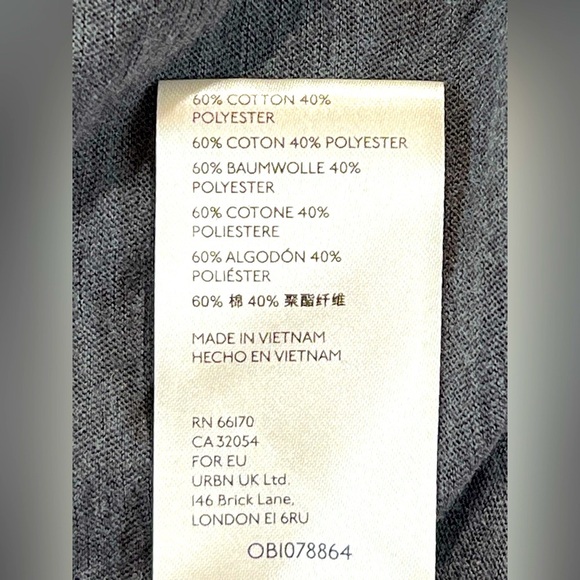 60% COTTON 40%
POLYESTER
60% COTON 40% POLYESTER
60% BAUMWOLLE 40%
POLYESTER
60% COTONE 40%
POLIESTERE
60% ALGODÓN 40%
POLIÉSTER
60% 棉 40% 聚酯纤维
MADE IN VIETNAM
HECHO EN VIETNAM
RN 66170
CA 32054
FOR EU
URBN UK Ltd.
146 Brick Lane,
LONDON E1 6RU
OB1078864